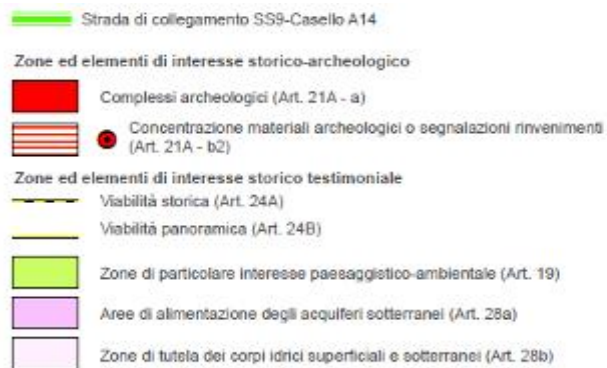 Strada di collegamento SS9-Casello A14
Zone ed elementi di interesse storico-archeologico
Complessi archeologici (Art. 21A - a)
Concentrazione materiali archeologici o segnalazioni rinvenimenti
(Art. 21A - b2)
Zone ed elementi di interesse storico testimoniale
Viabilità storica (Art. 24A)
Viabilità panoramica (Art. 24B)
Zone di particolare interesse paesaggistico-ambientale (Art. 19)
Aree di alimentazione degli acquiferi sotterranei (Art. 28a)
Zone di tutela dei corpi idrici superficiali e sotterranei (Art. 28b)